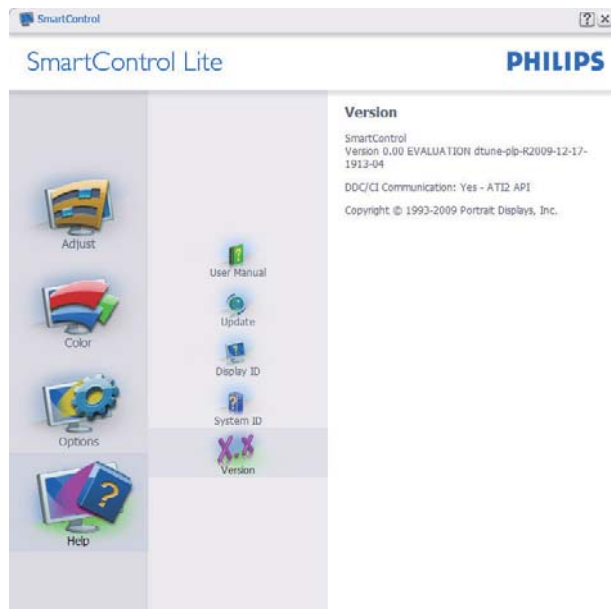 SmartControl
SmartControl Lite
PHILIPS
Adjust
Color
Options
Help
User Manual
Update
Display ID
System ID
X.X
Version
Version
SmartControl
Version 0.00 EVALUATION dtune-plp-R2009-12-17-
1913-04
DDC/CI Communication: Yes - ATI2 API
Copyright © 1993-2009 Portrait Displays, Inc.